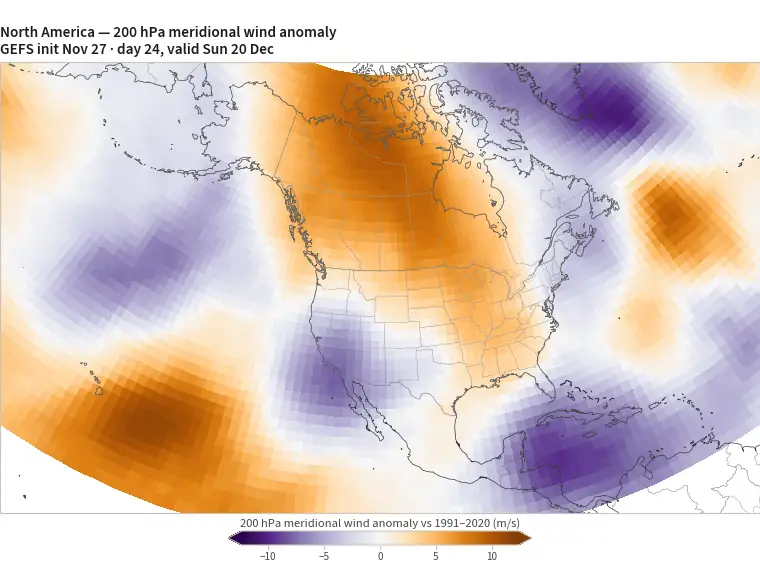 North America — 200 hPa meridional wind anomaly
GEFS init Nov 27 · day 24, valid Sun 20 Dec
200 hPa meridional wind anomaly vs 1991–2020 (m/s)
−10 −5 0 5 10